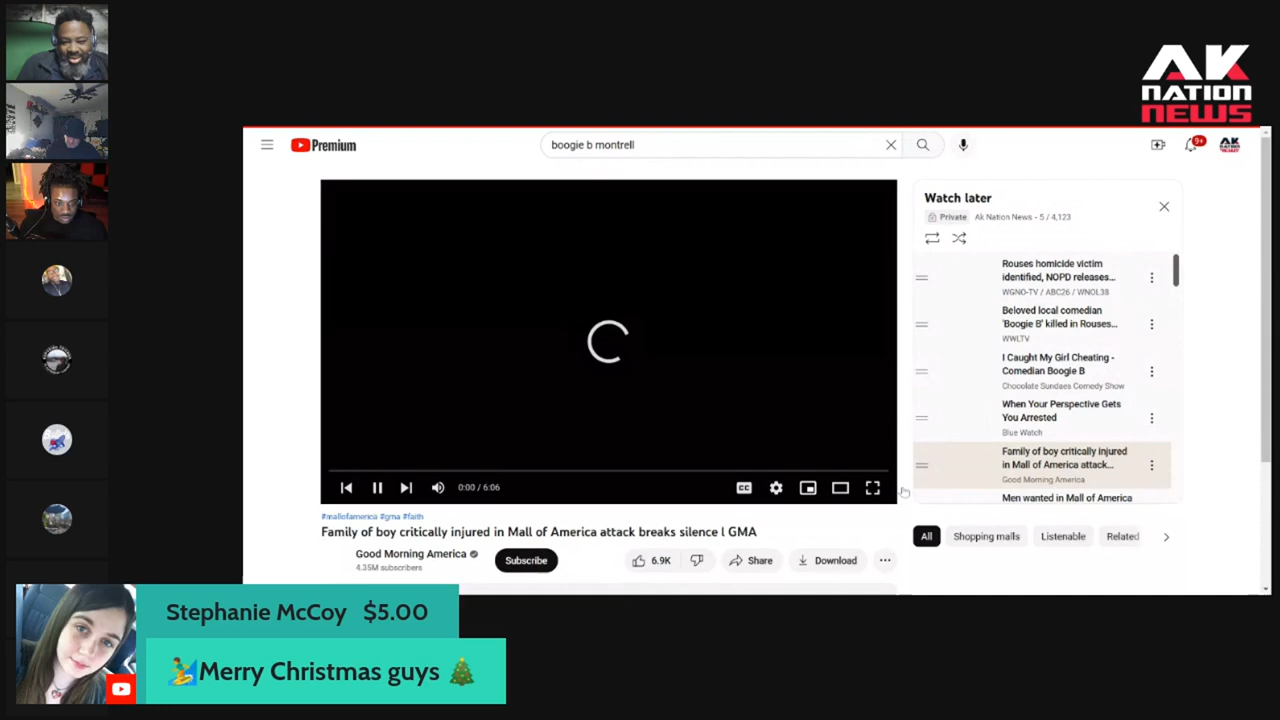 AK
NATION
NEWS
Premium
boogie b montrell
9+
Watch later
Private Ak Nation News - 5 / 4,123
Rouses homicide victim
identified, NOPD releases...
WGNO-TV / ABC26 / WNOL38
Beloved local comedian
'Boogie B' killed in Rouses...
WWLTV
I Caught My Girl Cheating -
Comedian Boogie B
Chocolate Sundaes Comedy Show
When Your Perspective Gets
You Arrested
Blue Watch
Family of boy critically injured
in Mall of America attack...
Good Morning America
Men wanted in Mall of America
0:00 / 6:06
CC
#mallofamerica #gma #faith
Family of boy critically injured in Mall of America attack breaks silence l GMA
Good Morning America
4.35M subscribers
Subscribe
6.9K
Share
Download
All
Shopping malls
Listenable
Related
Stephanie McCoy $5.00
🏄Merry Christmas guys 🎄